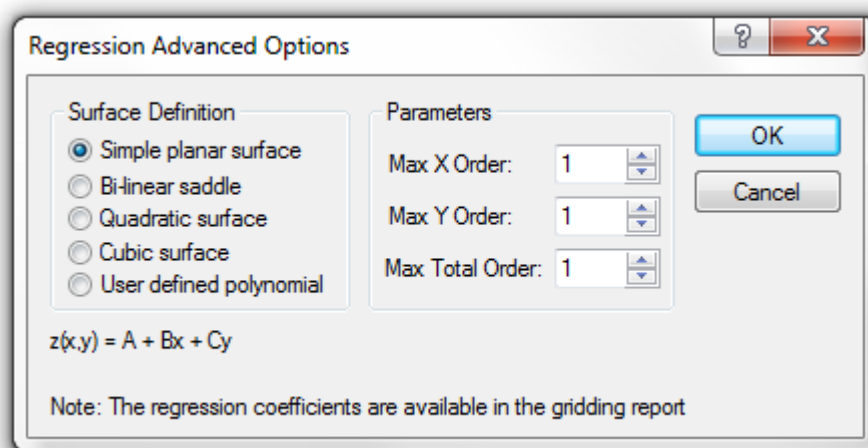 Regression Advanced Options
?
Surface Definition
Simple planar surface
Bi-linear saddle
Quadratic surface
Cubic surface
User defined polynomial
Parameters
Max X Order: 1
Max Y Order: 1
Max Total Order: 1
OK
Cancel
z(x,y) = A + Bx + Cy
Note: The regression coefficients are available in the gridding report